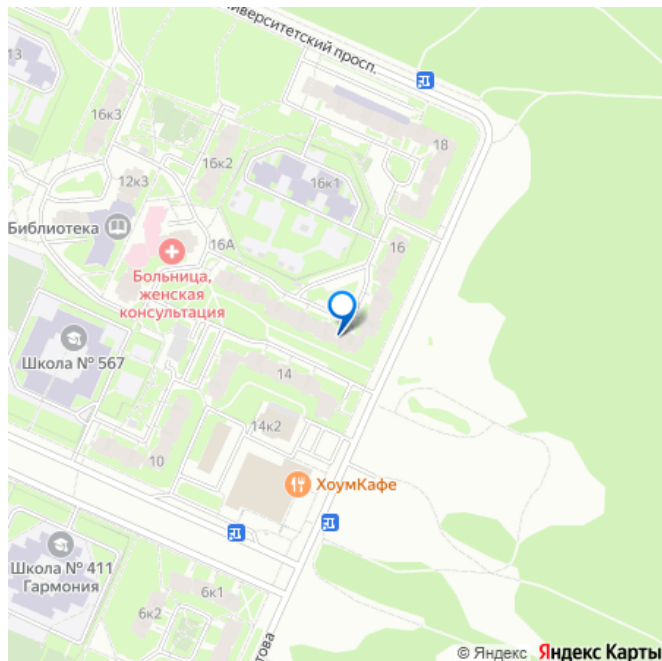 ниверситетский просп.
13
16к3
18
16к2
12к3
16к1
Библиотека
16А
16
Больница,
женская
консультация
Школа № 567
14
14к2
10
ХоумКафе
Школа № 411
Гармония
6к1
6к2
това
© Яндекс Яндекс Карты